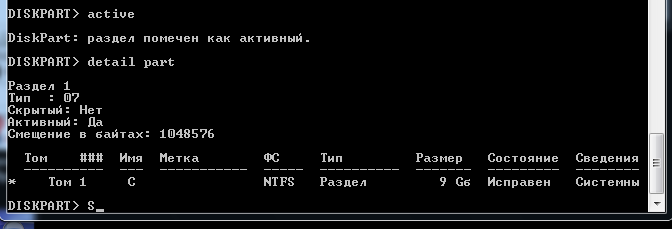 DISKPART> active
DiskPart: раздел помечен как активный.
DISKPART> detail part
Раздел 1
Тип : 07
Скрытый: Нет
Активный: Да
Смещение в байтах: 1048576
Том ### Имя Метка ФС Тип Размер Состояние Сведения
---------- --- ----------- ----- ---------- ------- --------- --------
* Том 1 C NTFS Раздел 9 Gб Исправен Системны
DISKPART> S_